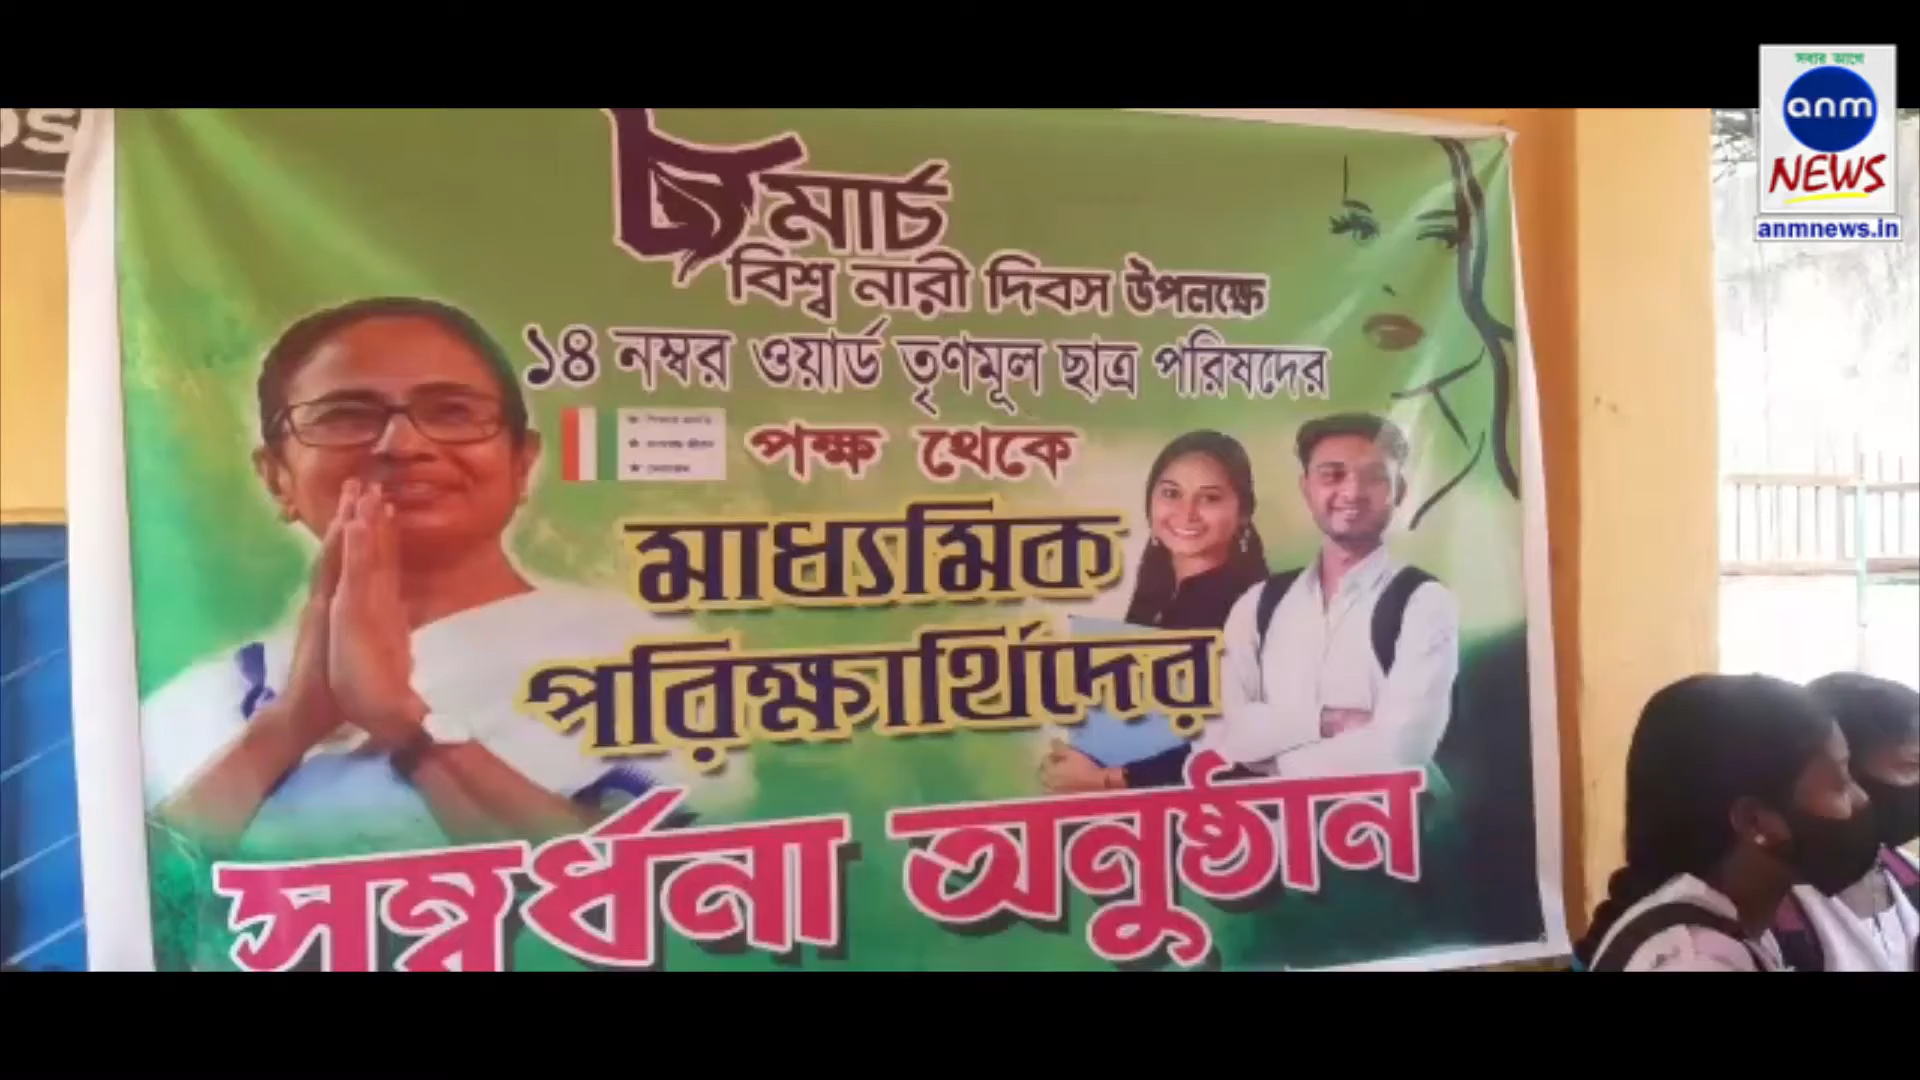 সবার আগে
anm
NEWS
anmnews.in
৮ মার্চ
বিশ্ব নারী দিবস উপলক্ষে
১৪ নম্বর ওয়ার্ড তৃণমূল ছাত্র পরিষদের
পক্ষ থেকে
মাধ্যমিক
পরিক্ষার্থিদের
সম্বর্ধনা অনুষ্ঠান